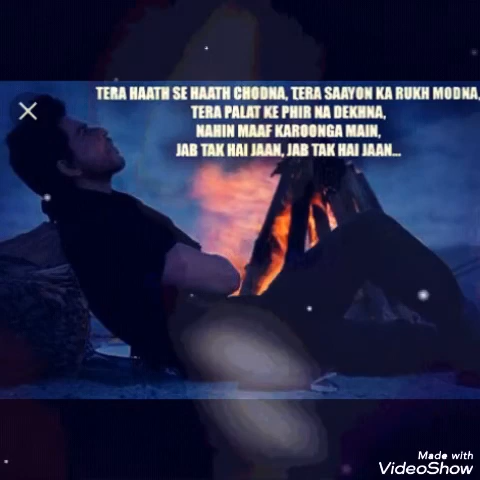 TERA HAATH SE HAATH CHODNA, TERA SAAYON KA RUKH MODNA,
TERA PALAT KE PHIR NA DEKHNA,
NAHIN MAAF KAROONGA MAIN,
JAB TAK HAI JAAN, JAB TAK HAI JAAN...
Made with
VideoShow